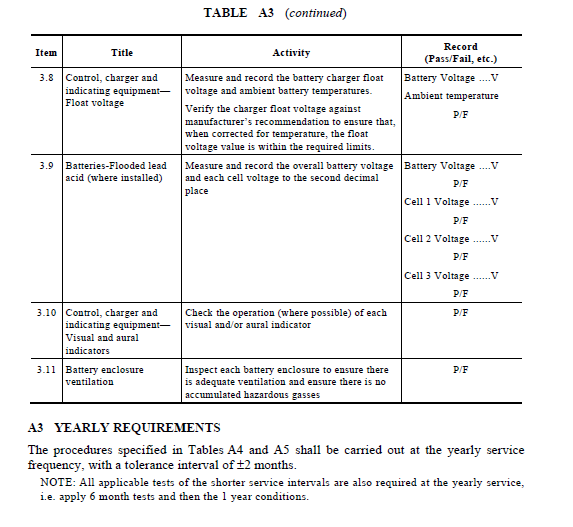 TABLE A3 (continued)
Item Title Activity Record (Pass/Fail, etc.)
3.8 Control, charger and indicating equipment— Float voltage
Measure and record the battery charger float voltage and ambient battery temperatures.
Verify the charger float voltage against manufacturer's recommendation to ensure that, when corrected for temperature, the float voltage value is within the required limits.
Battery Voltage ....V
Ambient temperature
P/F
3.9 Batteries-Flooded lead acid (where installed)
Measure and record the overall battery voltage and each cell voltage to the second decimal place
Battery Voltage ....V
P/F
Cell 1 Voltage ......V
P/F
Cell 2 Voltage ......V
P/F
Cell 3 Voltage ......V
P/F
3.10 Control, charger and indicating equipment— Visual and aural indicators
Check the operation (where possible) of each visual and/or aural indicator
P/F
3.11 Battery enclosure ventilation
Inspect each battery enclosure to ensure there is adequate ventilation and ensure there is no accumulated hazardous gasses
P/F
A3 YEARLY REQUIREMENTS
The procedures specified in Tables A4 and A5 shall be carried out at the yearly service
frequency, with a tolerance interval of ±2 months.
NOTE: All applicable tests of the shorter service intervals are also required at the yearly service,
i.e. apply 6 month tests and then the 1 year conditions.